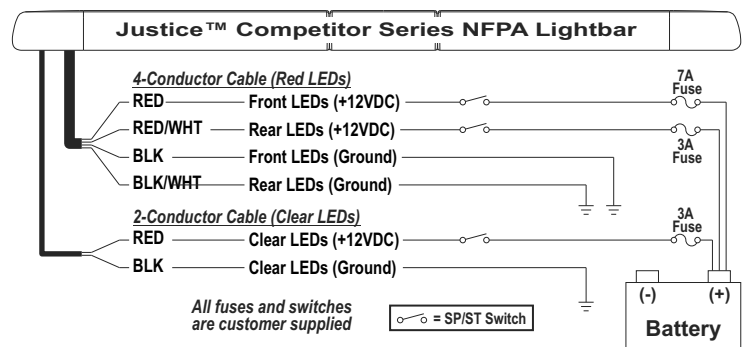 Justice™ Competitor Series NFPA Lightbar
4-Conductor Cable (Red LEDs)
7A
Fuse
RED Front LEDs (+12VDC)
RED/WHT Rear LEDs (+12VDC)
3A
Fuse
BLK Front LEDs (Ground)
BLK/WHT Rear LEDs (Ground)
2-Conductor Cable (Clear LEDs)
3A
Fuse
RED Clear LEDs (+12VDC)
BLK Clear LEDs (Ground)
(-) (+)
Battery
All fuses and switches
are customer supplied
= SP/ST Switch